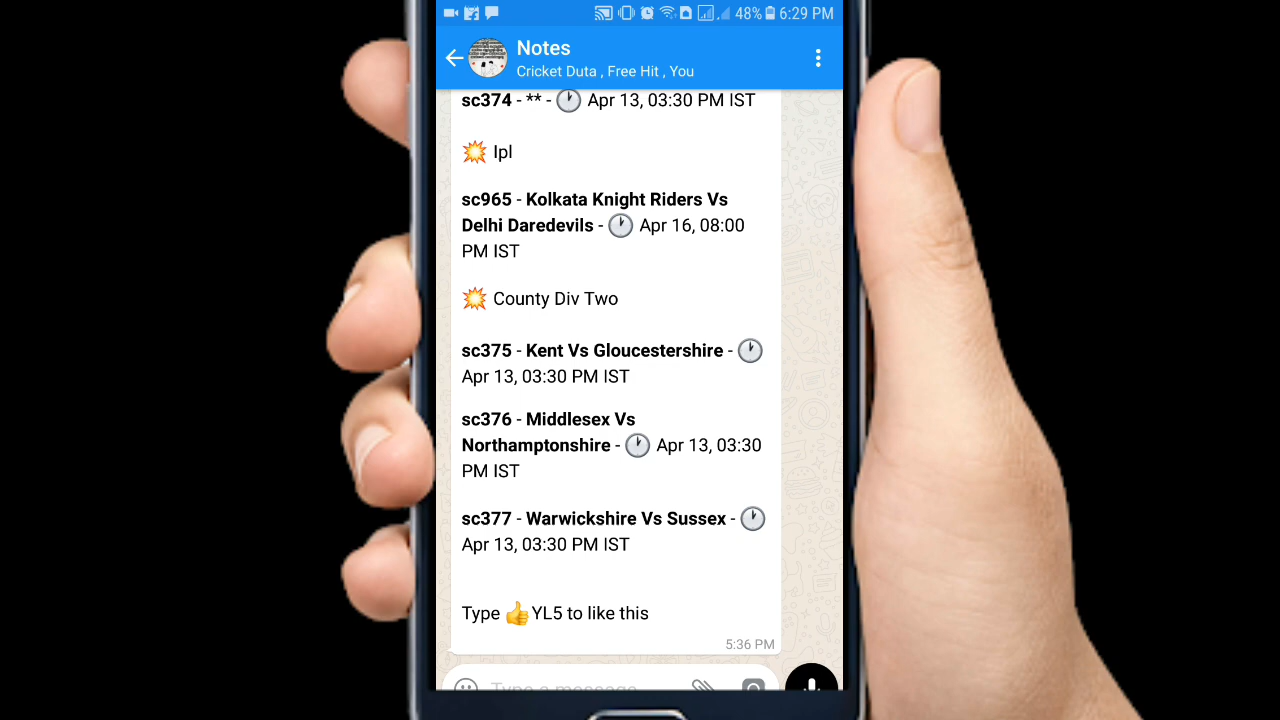 48% 6:29 PM
Notes
Cricket Duta , Free Hit , You
sc374 - ** - 🕐 Apr 13, 03:30 PM IST
💥 Ipl
sc965 - Kolkata Knight Riders Vs
Delhi Daredevils - 🕐 Apr 16, 08:00
PM IST
💥 County Div Two
sc375 - Kent Vs Gloucestershire - 🕐
Apr 13, 03:30 PM IST
sc376 - Middlesex Vs
Northamptonshire - 🕐 Apr 13, 03:30
PM IST
sc377 - Warwickshire Vs Sussex - 🕐
Apr 13, 03:30 PM IST
Type 👍YL5 to like this
5:36 PM
Type a message